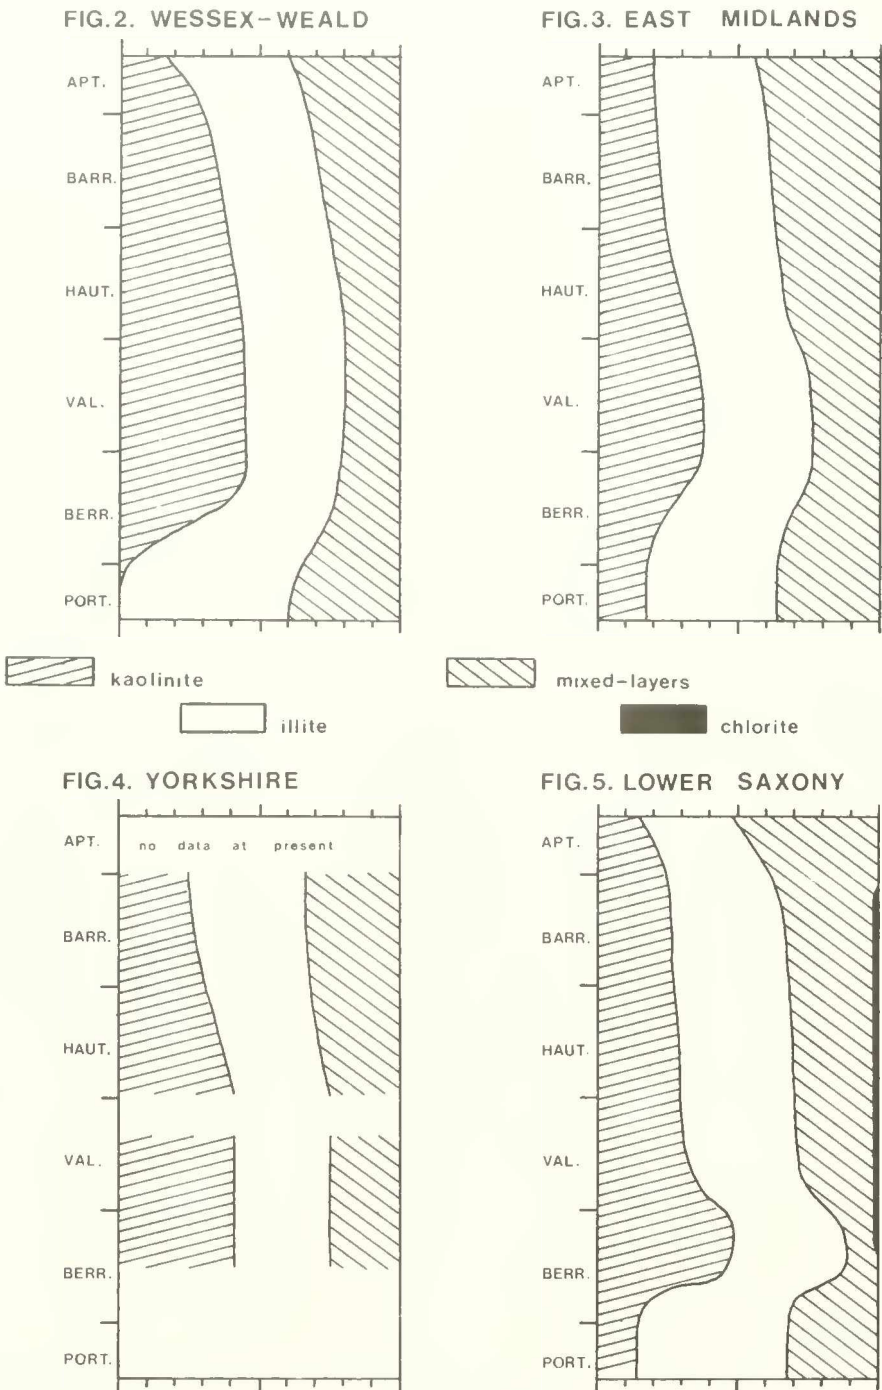 FIG.2. WESSEX-WEALD
APT.
BARR.
HAUT.
VAL.
BERR.
PORT.
FIG.3. EAST MIDLANDS
APT.
BARR.
HAUT.
VAL.
BERR.
PORT.
kaolinite
mixed-layers
illite
chlorite
FIG.4. YORKSHIRE
APT.
no data at present
BARR.
HAUT.
VAL.
BERR.
PORT.
FIG.5. LOWER SAXONY
APT.
BARR.
HAUT.
VAL.
BERR.
PORT.